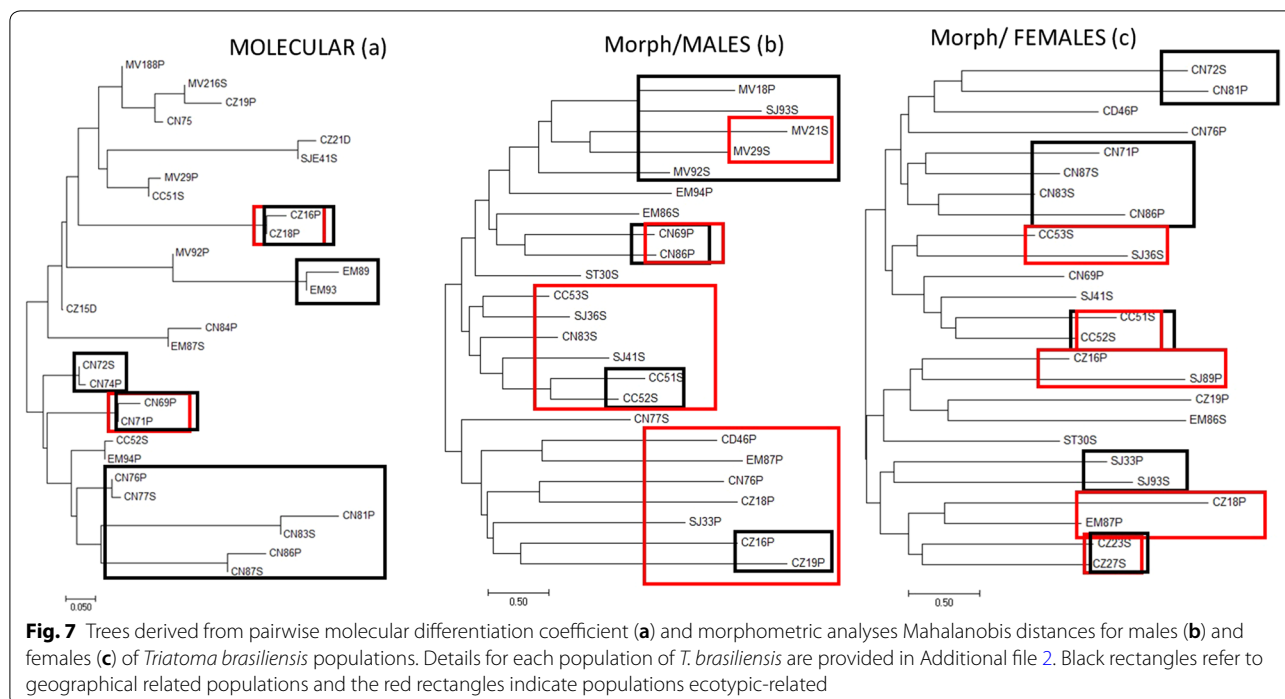 MOLECULAR (a)
MV188P
MV216S
CZ19P
CN75
CZ21D
SJE41S
MV29P
CC51S
CZ16P
CZ18P
MV92P
EM89
EM93
CZ15D
CN84P
EM87S
CN72S
CN74P
CN69P
CN71P
CC52S
EM94P
CN76P
CN77S
CN81P
CN83S
CN86P
CN87S
0.050
Morph/MALES (b)
MV18P
SJ93S
MV21S
MV29S
MV92S
EM94P
EM86S
CN69P
CN86P
ST30S
CC53S
SJ36S
CN83S
SJ41S
CC51S
CC52S
CN77S
CD46P
EM87P
CN76P
CZ18P
SJ33P
CZ16P
CZ19P
0.50
Morph/ FEMALES (c)
CN72S
CN81P
CD46P
CN76P
CN71P
CN87S
CN83S
CN86P
CC53S
SJ36S
CN69P
SJ41S
CC51S
CC52S
CZ16P
SJ89P
CZ19P
EM86S
ST30S
SJ33P
SJ93S
CZ18P
EM87P
CZ23S
CZ27S
0.50
Fig. 7 Trees derived from pairwise molecular differentiation coefficient (a) and morphometric analyses Mahalanobis distances for males (b) and
females (c) of Triatoma brasiliensis populations. Details for each population of T. brasiliensis are provided in Additional file 2. Black rectangles refer to
geographical related populations and the red rectangles indicate populations ecotypic-related